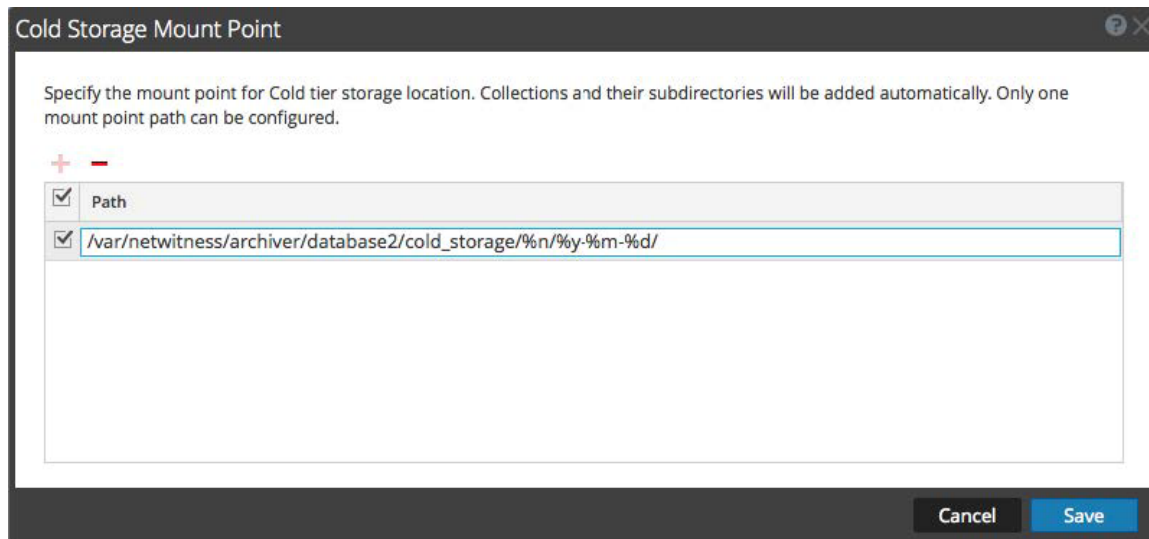 Cold Storage Mount Point
Specify the mount point for Cold tier storage location. Collections and their subdirectories will be added automatically. Only one
mount point path can be configured.
Path
/var/netwitness/archiver/database2/cold_storage/%n/%y-%m-%d/
Cancel Save